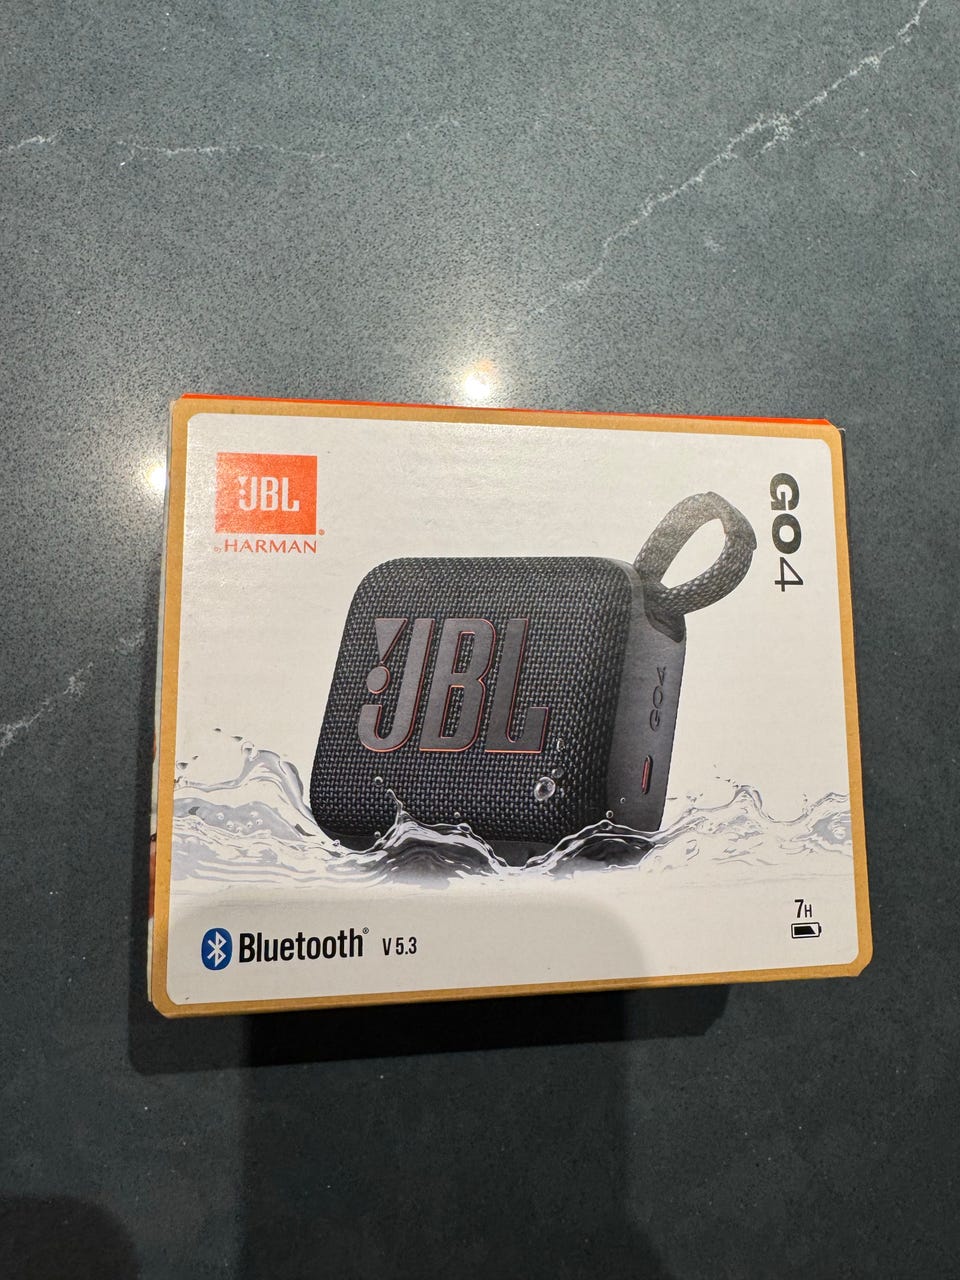 JBL
®
by HARMAN
GO4
JBL
GO4
Bluetooth® V 5.3
7H